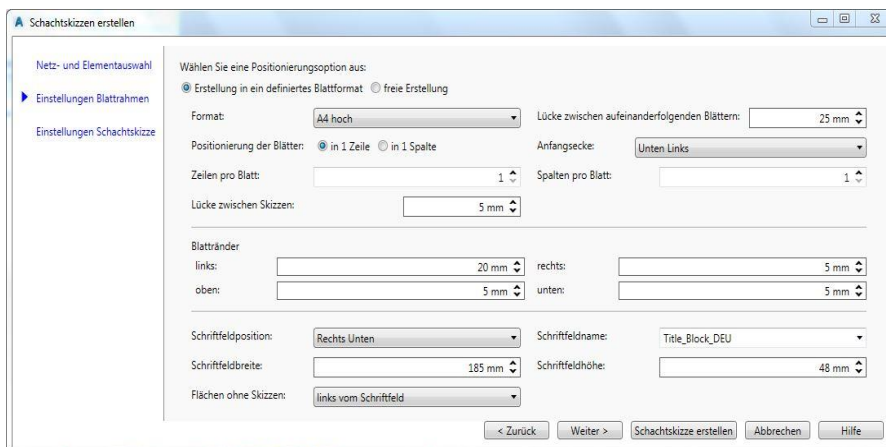 Schachtskizzen erstellen
Netz- und Elementauswahl
Einstellungen Blattrahmen
Einstellungen Schachtskizze
Wählen Sie eine Positionierungsoption aus:
Erstellung in ein definiertes Blattformat freie Erstellung
Format: A4 hoch Lücke zwischen aufeinanderfolgenden Blättern: 25 mm
Positionierung der Blätter: in 1 Zeile in 1 Spalte Anfangsecke: Unten Links
Zeilen pro Blatt: 1 Spalten pro Blatt: 1
Lücke zwischen Skizzen: 5 mm
Blattränder
links: 20 mm rechts: 5 mm
oben: 5 mm unten: 5 mm
Schriftfeldposition: Rechts Unten Schriftfeldname: Title_Block_DEU
Schriftfeldbreite: 185 mm Schriftfeldhöhe: 48 mm
Flächen ohne Skizzen: links vom Schriftfeld
< Zurück Weiter > Schachtskizze erstellen Abbrechen Hilfe